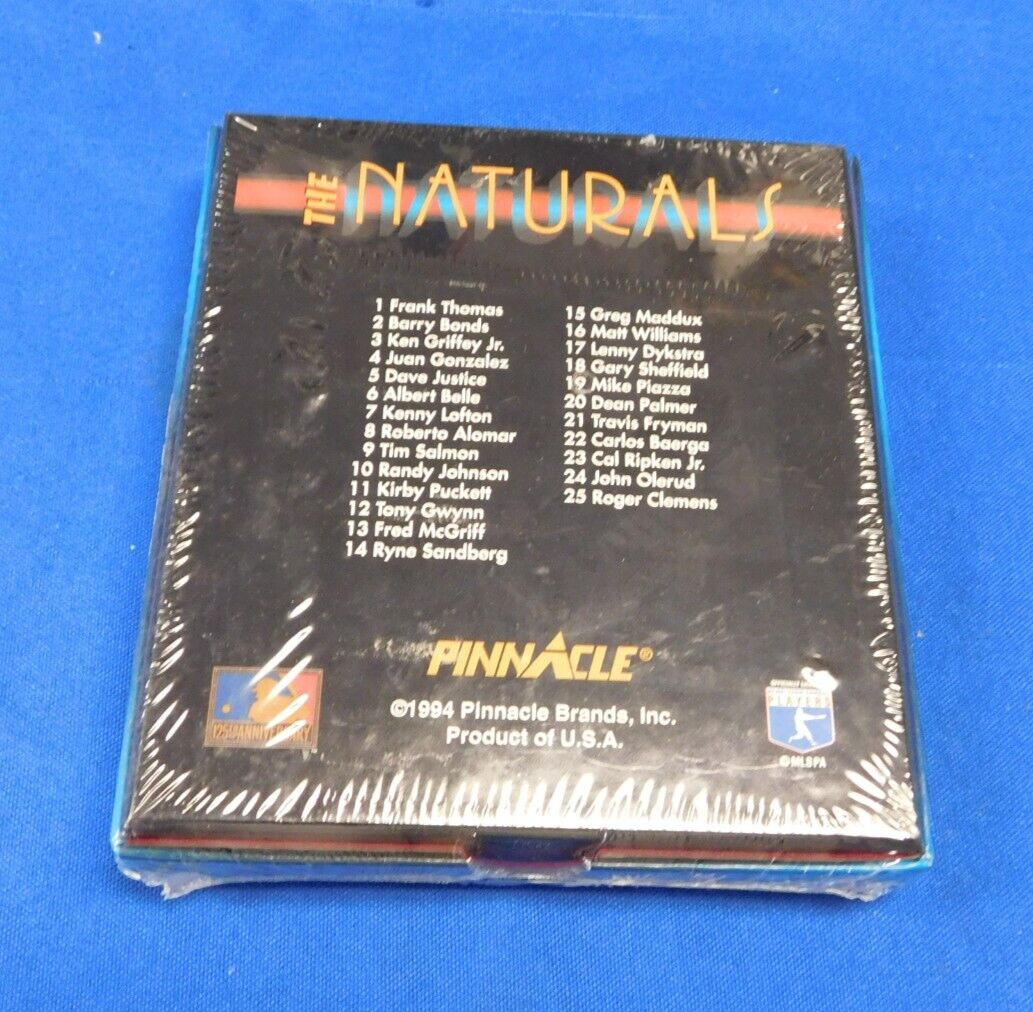 THE NATURALS
1 Frank Thomas
2 Barry Bonds
3 Ken Griffey Jr.
4 Juan Gonzalez
5 Dave Justice
6 Albert Belle
7 Kenny Lofton
8 Roberto Alomar
9 Tim Salmon
10 Randy Johnson
11 Kirby Puckett
12 Tony Gwynn
13 Fred McGriff
14 Ryne Sandberg
15 Greg Maddux
16 Matt Williams
17 Lenny Dykstra
18 Gary Sheffield
19 Mike Piazza
20 Dean Palmer
21 Travis Fryman
22 Carlos Baerga
23 Cal Ripken Jr.
24 John Olerud
25 Roger Clemens
PINNACLE®
©1994 Pinnacle Brands, Inc.
Product of U.S.A.
125TH ANNIVERSARY
PLAYERS
©MLBPA